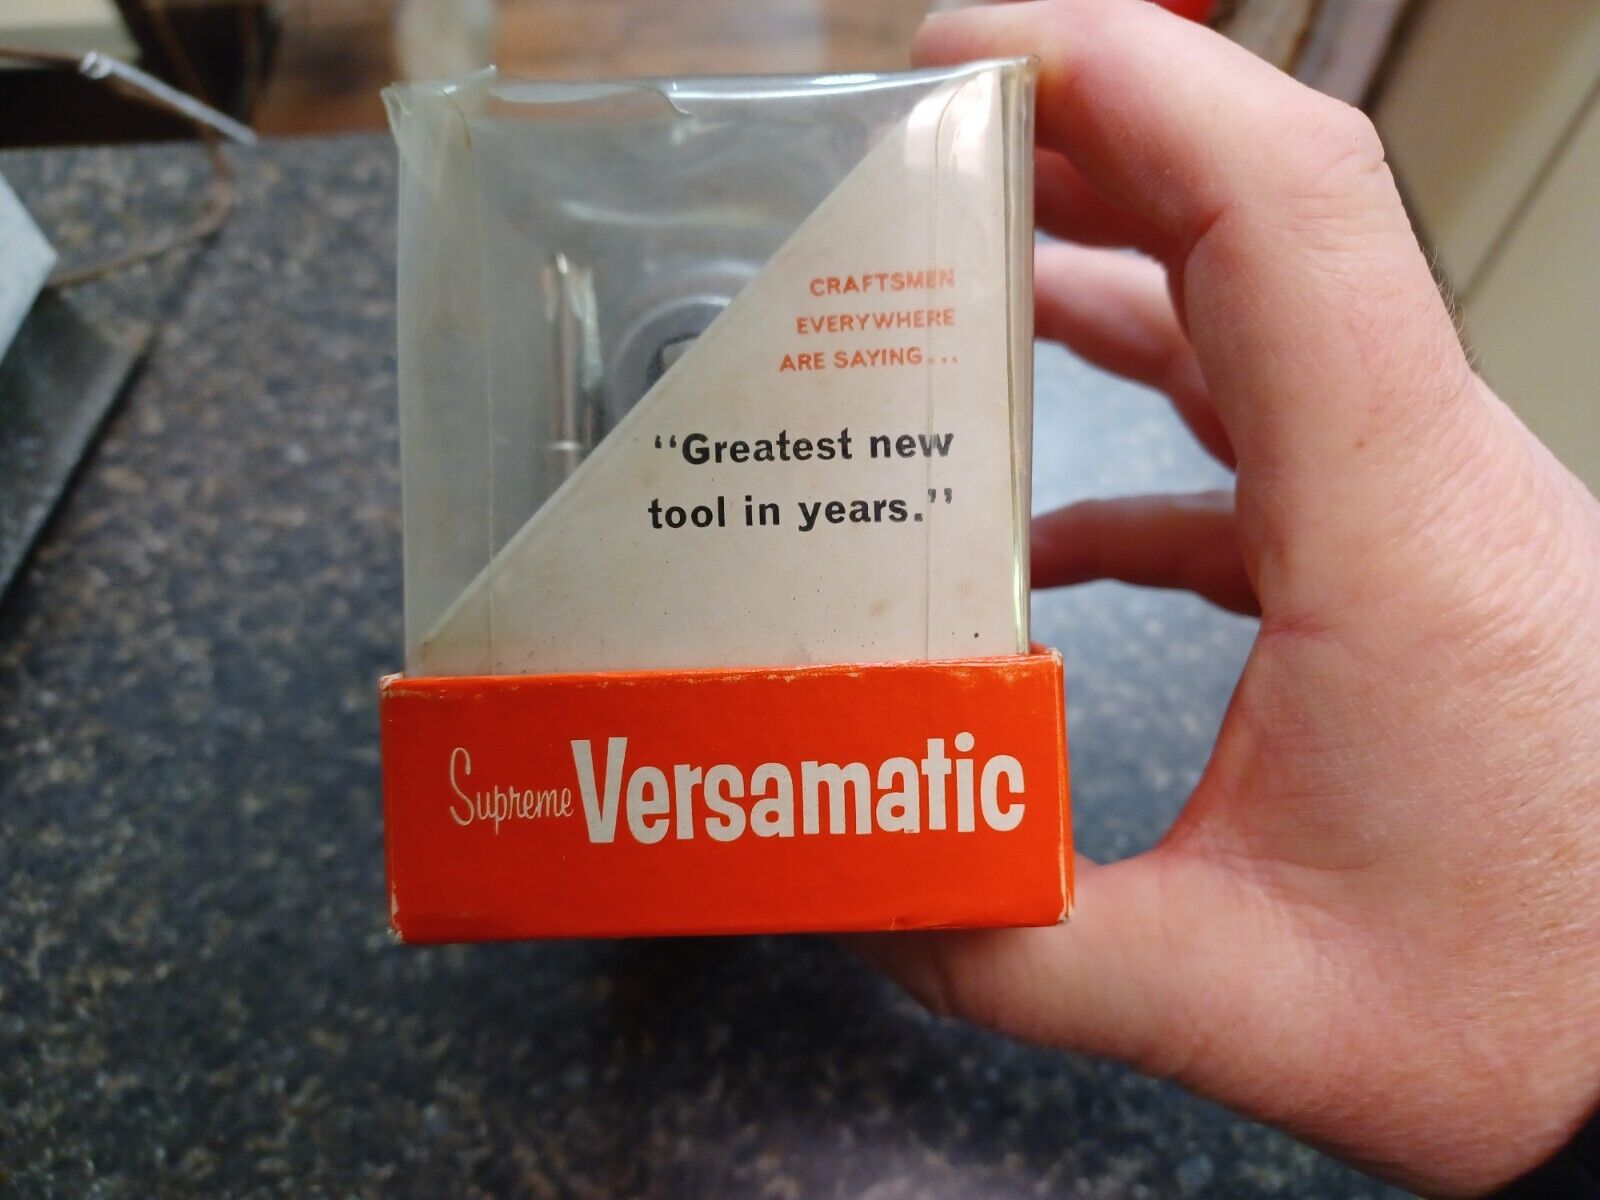 CRAFTSMEN
EVERYWHERE
ARE SAYING...
“Greatest new
tool in years.”
Supreme Versamatic